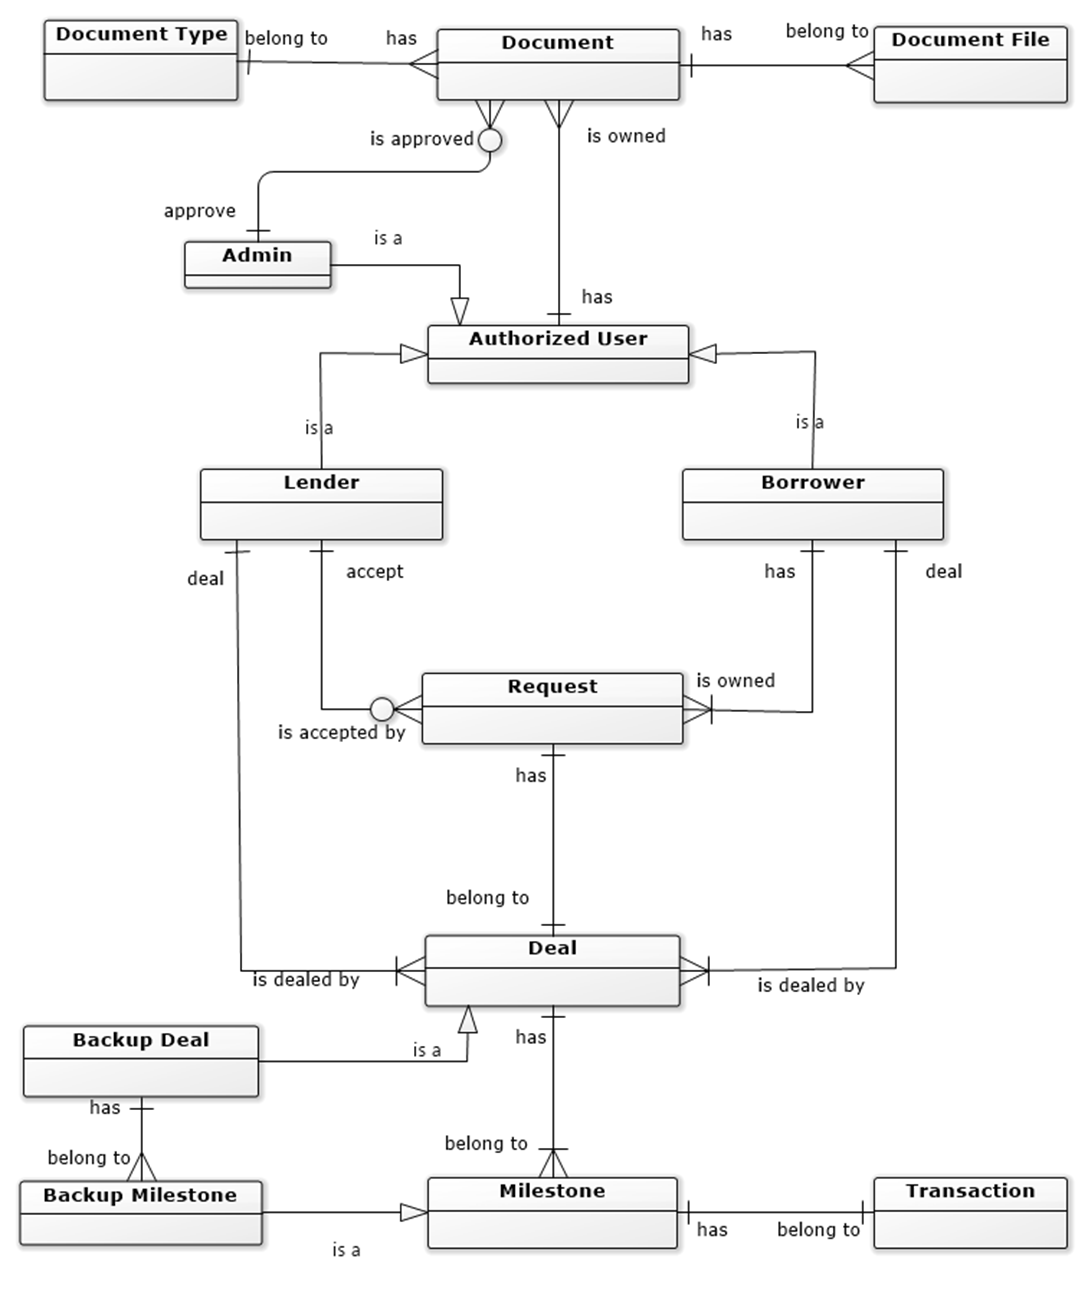 Document Type
belong to
has
Document
has
belong to
Document File
is approved
is owned
approve
is a
Admin
has
Authorized User
is a
is a
Lender
Borrower
deal
accept
has
deal
Request
is owned
is accepted by
has
belong to
Deal
is dealed by
is dealed by
Backup Deal
is a
has
has
belong to
belong to
Backup Milestone
Milestone
Transaction
has
belong to
is a